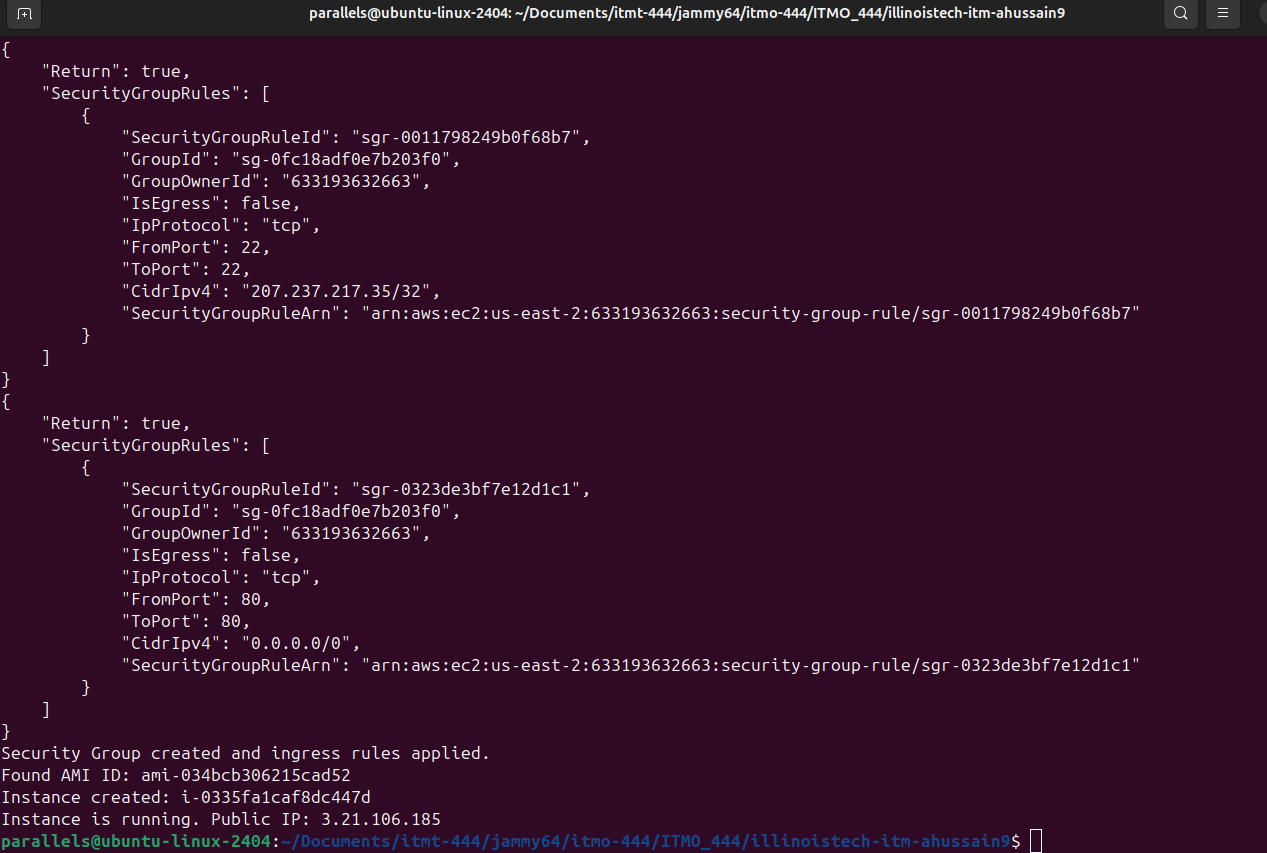 parallels@ubuntu-linux-2404: ~/Documents/itmt-444/jammy64/itmo-444/ITMO_444/illinoistech-itm-ahussain9
{
    "Return": true,
    "SecurityGroupRules": [
        {
            "SecurityGroupRuleId": "sgr-0011798249b0f68b7",
            "GroupId": "sg-0fc18adf0e7b203f0",
            "GroupOwnerId": "633193632663",
            "IsEgress": false,
            "IpProtocol": "tcp",
            "FromPort": 22,
            "ToPort": 22,
            "CidrIpv4": "207.237.217.35/32",
            "SecurityGroupRuleArn": "arn:aws:ec2:us-east-2:633193632663:security-group-rule/sgr-0011798249b0f68b7"
        }
    ]
}
{
    "Return": true,
    "SecurityGroupRules": [
        {
            "SecurityGroupRuleId": "sgr-0323de3bf7e12d1c1",
            "GroupId": "sg-0fc18adf0e7b203f0",
            "GroupOwnerId": "633193632663",
            "IsEgress": false,
            "IpProtocol": "tcp",
            "FromPort": 80,
            "ToPort": 80,
            "CidrIpv4": "0.0.0.0/0",
            "SecurityGroupRuleArn": "arn:aws:ec2:us-east-2:633193632663:security-group-rule/sgr-0323de3bf7e12d1c1"
        }
    ]
}
Security Group created and ingress rules applied.
Found AMI ID: ami-034bcb306215cad52
Instance created: i-0335fa1caf8dc447d
Instance is running. Public IP: 3.21.106.185
parallels@ubuntu-linux-2404:~/Documents/itmt-444/jammy64/itmo-444/ITMO_444/illinoistech-itm-ahussain9$